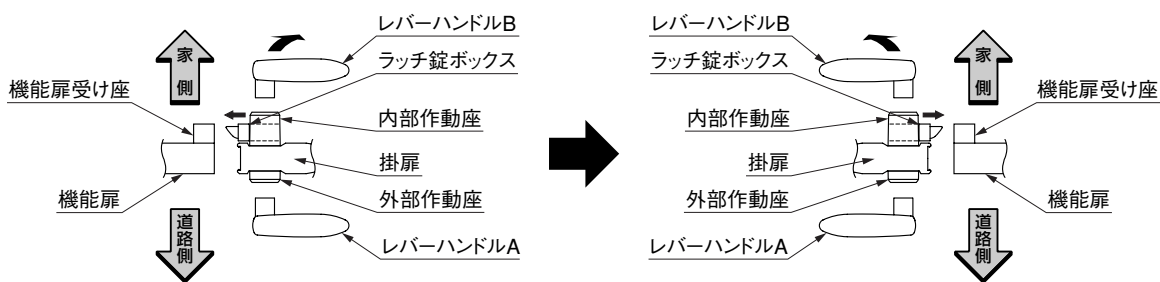 家側
機能扉受け座
機能扉
道路側
レバーハンドルB
ラッチ錠ボックス
内部作動座
掛扉
外部作動座
レバーハンドルA
レバーハンドルB
ラッチ錠ボックス
内部作動座
掛扉
外部作動座
レバーハンドルA
家側
機能扉受け座
機能扉
道路側